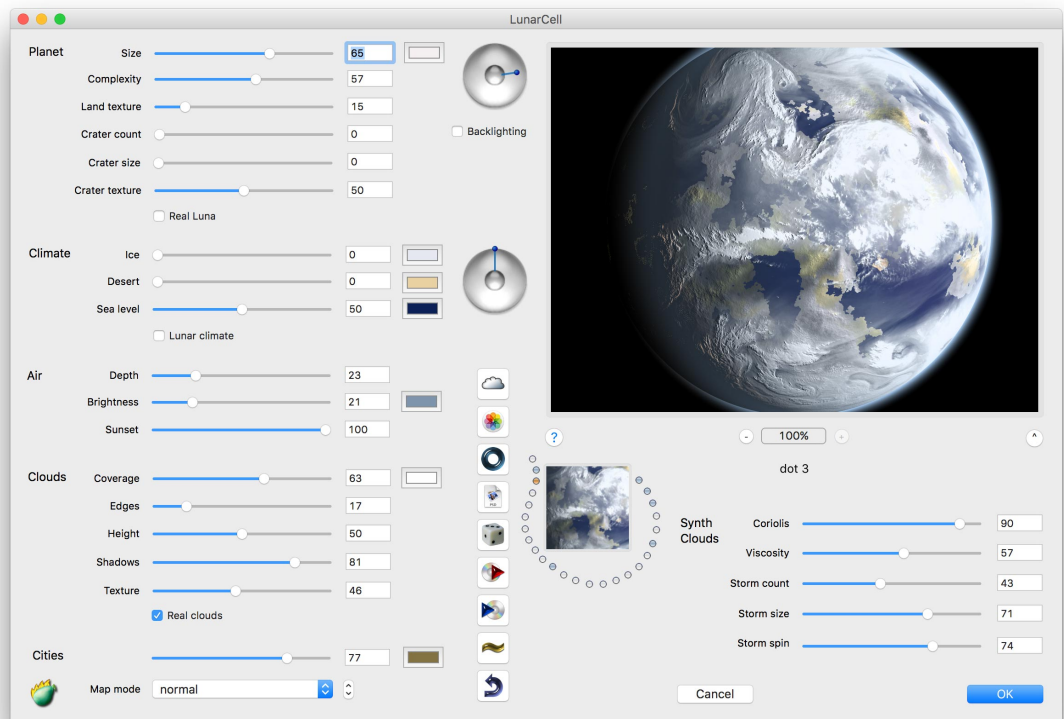 LunarCell
Planet
Size 65
Complexity 57
Land texture 15
Crater count 0
Crater size 0
Crater texture 50
Real Luna
Backlighting
Climate
Ice 0
Desert 0
Sea level 50
Lunar climate
Air
Depth 23
Brightness 21
Sunset 100
Clouds
Coverage 63
Edges 17
Height 50
Shadows 81
Texture 46
Real clouds
Cities 77
Map mode normal
PSD
? - 100% + ^
dot 3
Synth
Clouds
Coriolis 90
Viscosity 57
Storm count 43
Storm size 71
Storm spin 74
Cancel OK